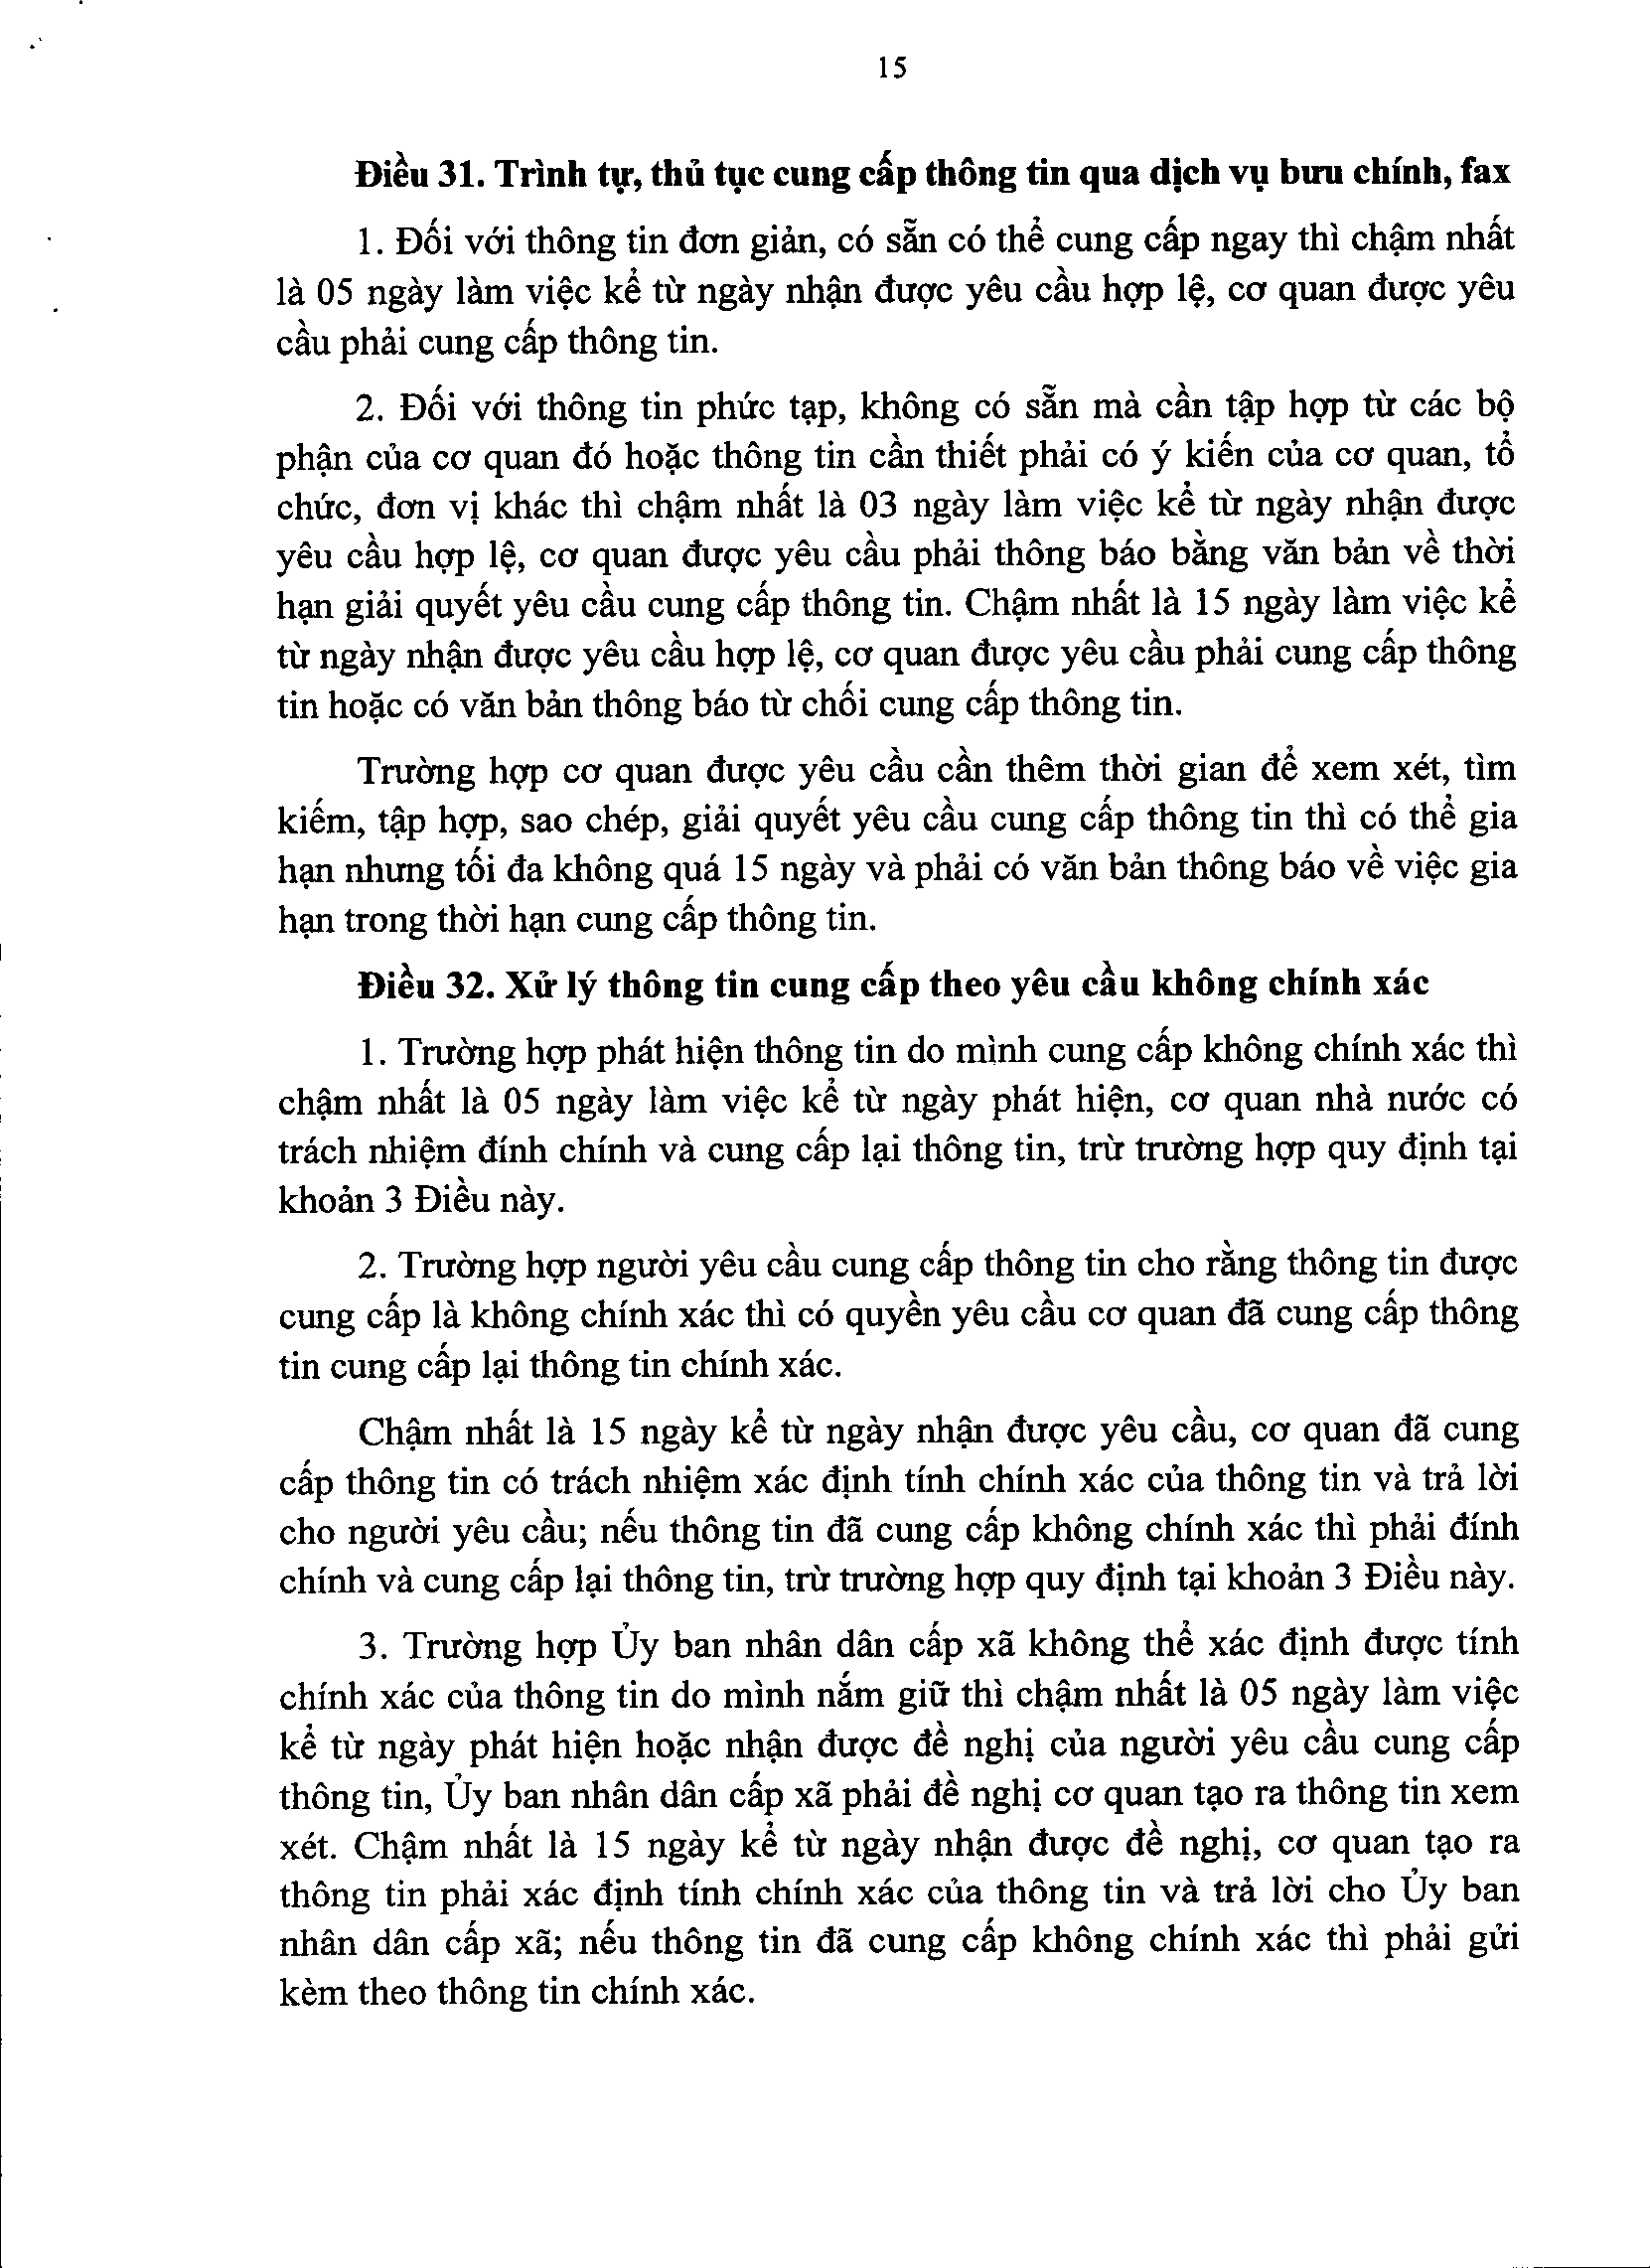 15
Điều 31. Trình tự, thủ tục cung cấp thông tin qua dịch vụ bưu chính, fax
1. Đối với thông tin đơn giản, có sẵn có thể cung cấp ngay thì chậm nhất
là 05 ngày làm việc kể từ ngày nhận được yêu cầu hợp lệ, cơ quan được yêu
cầu phải cung cấp thông tin.
2. Đối với thông tin phức tạp, không có sẵn mà cần tập hợp từ các bộ
phận của cơ quan đó hoặc thông tin cần thiết phải có ý kiến của cơ quan, tổ
chức, đơn vị khác thì chậm nhất là 03 ngày làm việc kể từ ngày nhận được
yêu cầu hợp lệ, cơ quan được yêu cầu phải thông báo bằng văn bản về thời
hạn giải quyết yêu cầu cung cấp thông tin. Chậm nhất là 15 ngày làm việc kể
từ ngày nhận được yêu cầu hợp lệ, cơ quan được yêu cầu phải cung cấp thông
tin hoặc có văn bản thông báo từ chối cung cấp thông tin.
Trường hợp cơ quan được yêu cầu cần thêm thời gian để xem xét, tìm
kiếm, tập hợp, sao chép, giải quyết yêu cầu cung cấp thông tin thì có thể gia
hạn nhưng tối đa không quá 15 ngày và phải có văn bản thông báo về việc gia
hạn trong thời hạn cung cấp thông tin.
Điều 32. Xử lý thông tin cung cấp theo yêu cầu không chính xác
1. Trường hợp phát hiện thông tin do mình cung cấp không chính xác thì
chậm nhất là 05 ngày làm việc kể từ ngày phát hiện, cơ quan nhà nước có
trách nhiệm đính chính và cung cấp lại thông tin, trừ trường hợp quy định tại
khoản 3 Điều này.
2. Trường hợp người yêu cầu cung cấp thông tin cho rằng thông tin được
cung cấp là không chính xác thì có quyền yêu cầu cơ quan đã cung cấp thông
tin cung cấp lại thông tin chính xác.
Chậm nhất là 15 ngày kể từ ngày nhận được yêu cầu, cơ quan đã cung
cấp thông tin có trách nhiệm xác định tính chính xác của thông tin và trả lời
cho người yêu cầu; nếu thông tin đã cung cấp không chính xác thì phải đính
chính và cung cấp lại thông tin, trừ trường hợp quy định tại khoản 3 Điều này.
3. Trường hợp Ủy ban nhân dân cấp xã không thể xác định được tính
chính xác của thông tin do mình nắm giữ thì chậm nhất là 05 ngày làm việc
kể từ ngày phát hiện hoặc nhận được đề nghị của người yêu cầu cung cấp
thông tin, Ủy ban nhân dân cấp xã phải đề nghị cơ quan tạo ra thông tin xem
xét. Chậm nhất là 15 ngày kể từ ngày nhận được đề nghị, cơ quan tạo ra
thông tin phải xác định tính chính xác của thông tin và trả lời cho Ủy ban
nhân dân cấp xã; nếu thông tin đã cung cấp không chính xác thì phải gửi
kèm theo thông tin chính xác.